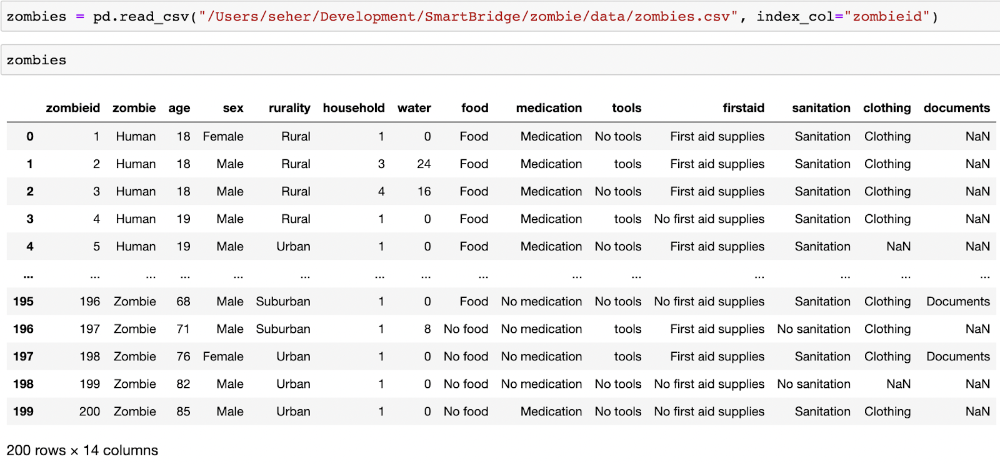 zombies = pd.read_csv("/Users/seher/Development/SmartBridge/zombie/data/zombies.csv", index_col="zombieid")
zombies
zombieid zombie age sex rurality household water food medication tools firstaid sanitation clothing documents
0 1 Human 18 Female Rural 1 0 Food Medication No tools First aid supplies Sanitation Clothing NaN
1 2 Human 18 Male Rural 3 24 Food Medication tools First aid supplies Sanitation Clothing NaN
2 3 Human 18 Male Rural 4 16 Food Medication No tools First aid supplies Sanitation Clothing NaN
3 4 Human 19 Male Rural 1 0 Food Medication tools No first aid supplies Sanitation Clothing NaN
4 5 Human 19 Male Urban 1 0 Food Medication No tools First aid supplies Sanitation NaN NaN
... ... ... ... ... ... ... ... ... ... ... ... ... ... ...
195 196 Zombie 68 Male Suburban 1 0 Food No medication No tools No first aid supplies Sanitation Clothing Documents
196 197 Zombie 71 Male Suburban 1 8 No food No medication tools First aid supplies No sanitation Clothing NaN
197 198 Zombie 76 Female Urban 1 0 No food No medication tools First aid supplies Sanitation Clothing Documents
198 199 Zombie 82 Male Urban 1 0 No food No medication No tools No first aid supplies No sanitation NaN NaN
199 200 Zombie 85 Male Urban 1 0 No food Medication No tools No first aid supplies Sanitation Clothing NaN
200 rows × 14 columns